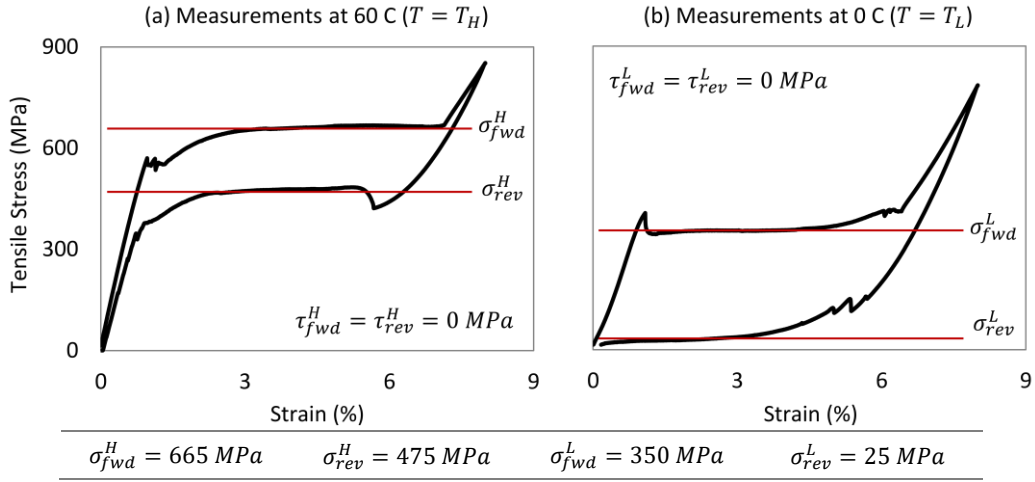 (a) Measurements at 60 C (T = T_H)
900
600
300
0
Tensile Stress (MPa)
σ^H_fwd
σ^H_rev
τ^H_fwd = τ^H_rev = 0 MPa
0 3 6 9
Strain (%)
(b) Measurements at 0 C (T = T_L)
τ^L_fwd = τ^L_rev = 0 MPa
σ^L_fwd
σ^L_rev
0 3 6 9
Strain (%)
σ^H_fwd = 665 MPa σ^H_rev = 475 MPa σ^L_fwd = 350 MPa σ^L_rev = 25 MPa